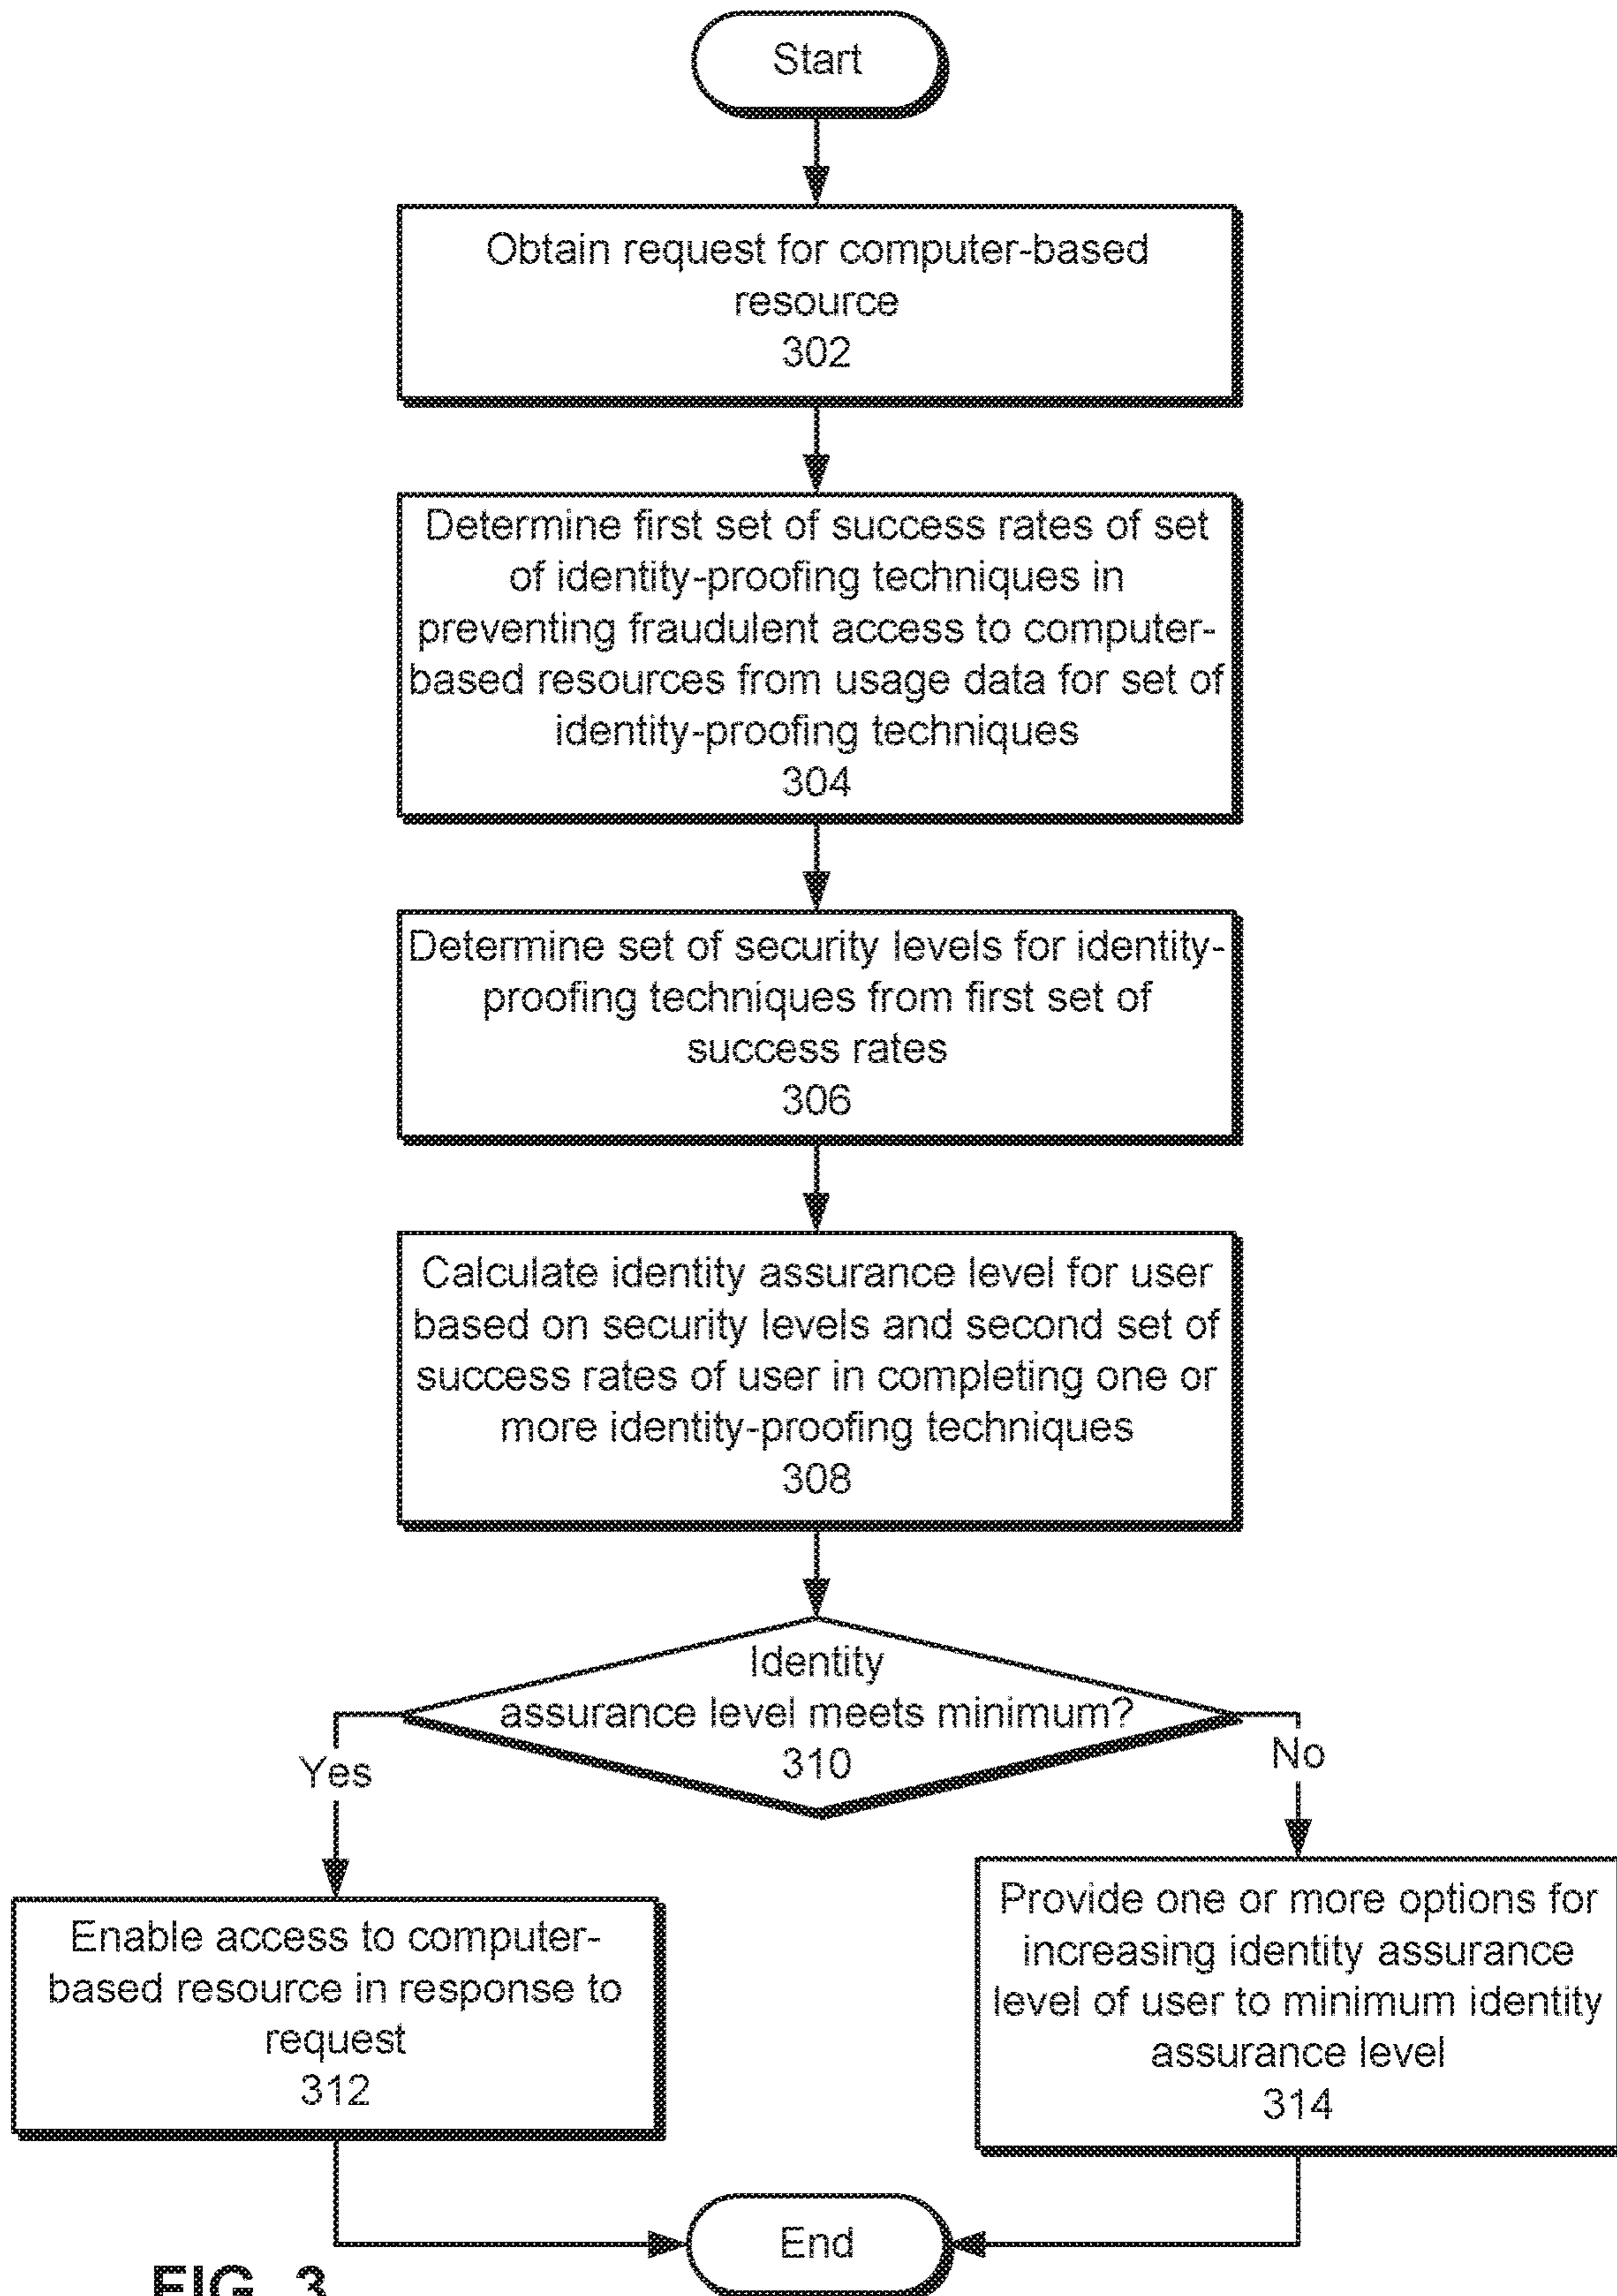 Start
Obtain request for computer-based
resource
302
Determine first set of success rates of set
of identity-proofing techniques in
preventing fraudulent access to computer-
based resources from usage data for set of
identity-proofing techniques
304
Determine set of security levels for identity-
proofing techniques from first set of
success rates
306
Calculate identity assurance level for user
based on security levels and second set of
success rates of user in completing one or
more identity-proofing techniques
308
Identity
assurance level meets minimum?
310
Yes
No
Enable access to computer-
based resource in response to
request
312
Provide one or more options for
increasing identity assurance
level of user to minimum identity
assurance level
314
End
FIG. 3